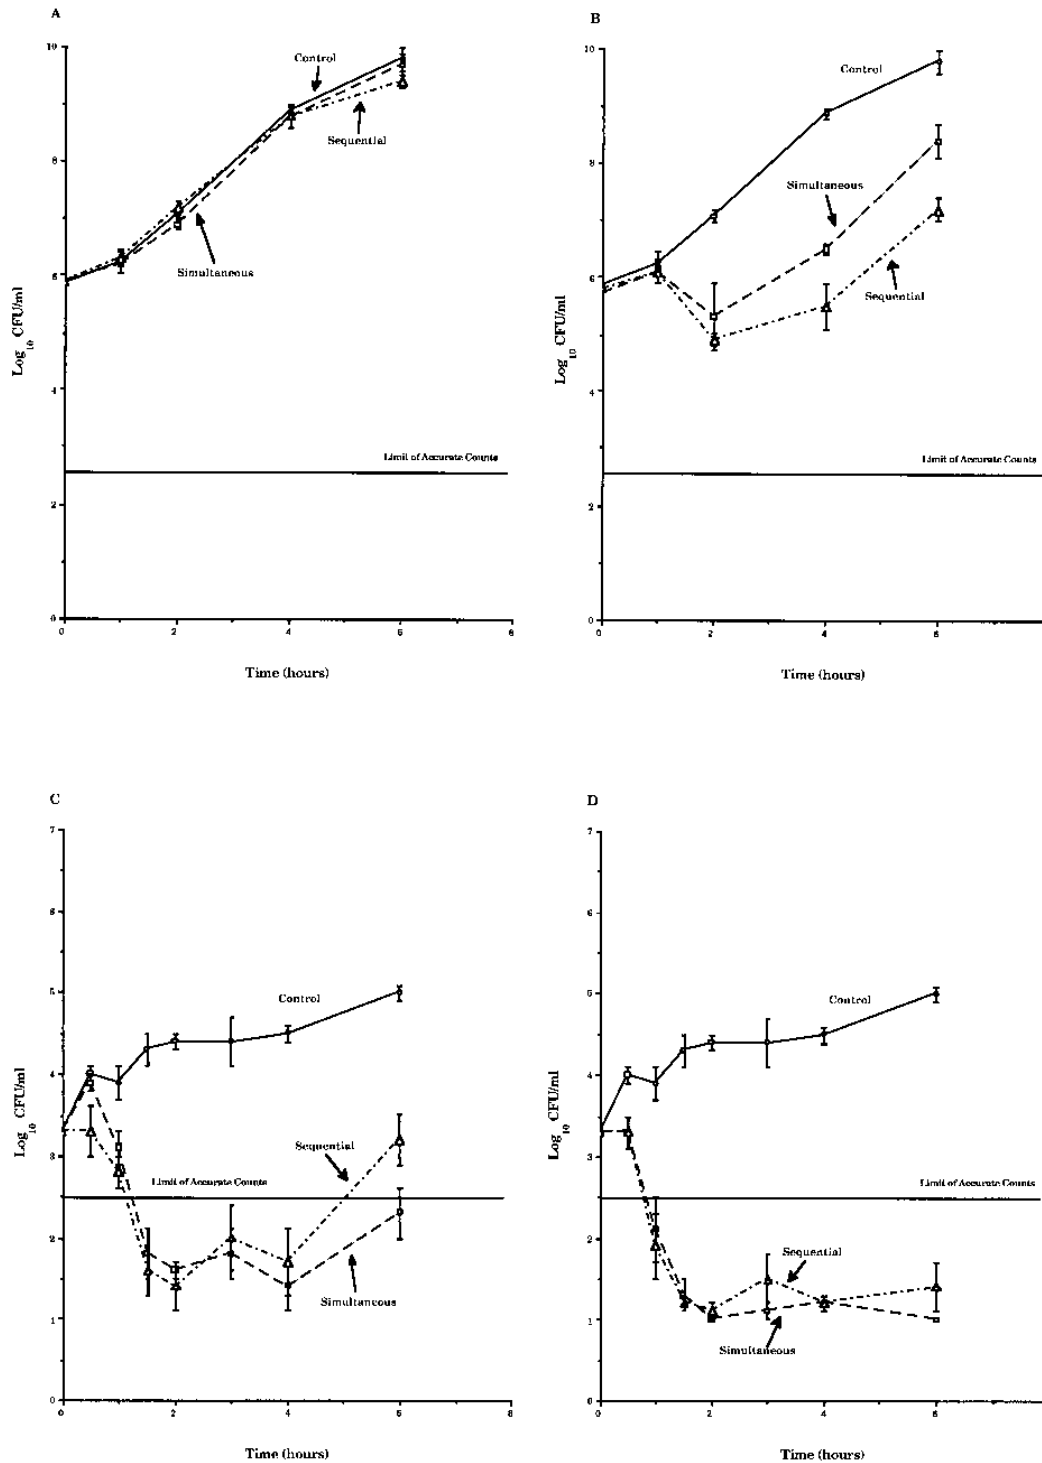 A
10
8
6
4
2
0
Log10 CFU/ml
Control
Sequential
Simultaneous
Limit of Accurate Counts
0 2 4 6 8
Time (hours)
B
10
8
6
4
2
0
Log10 CFU/ml
Control
Simultaneous
Sequential
Limit of Accurate Counts
0 2 4 6
Time (hours)
C
7
6
5
4
3
2
1
0
Log10 CFU/ml
Control
Sequential
Limit of Accurate Counts
Simultaneous
0 2 4 6 8
Time (hours)
D
7
6
5
4
3
2
1
0
Log10 CFU/ml
Control
Limit of Accurate Counts
Sequential
Simultaneous
0 2 4 6
Time (hours)